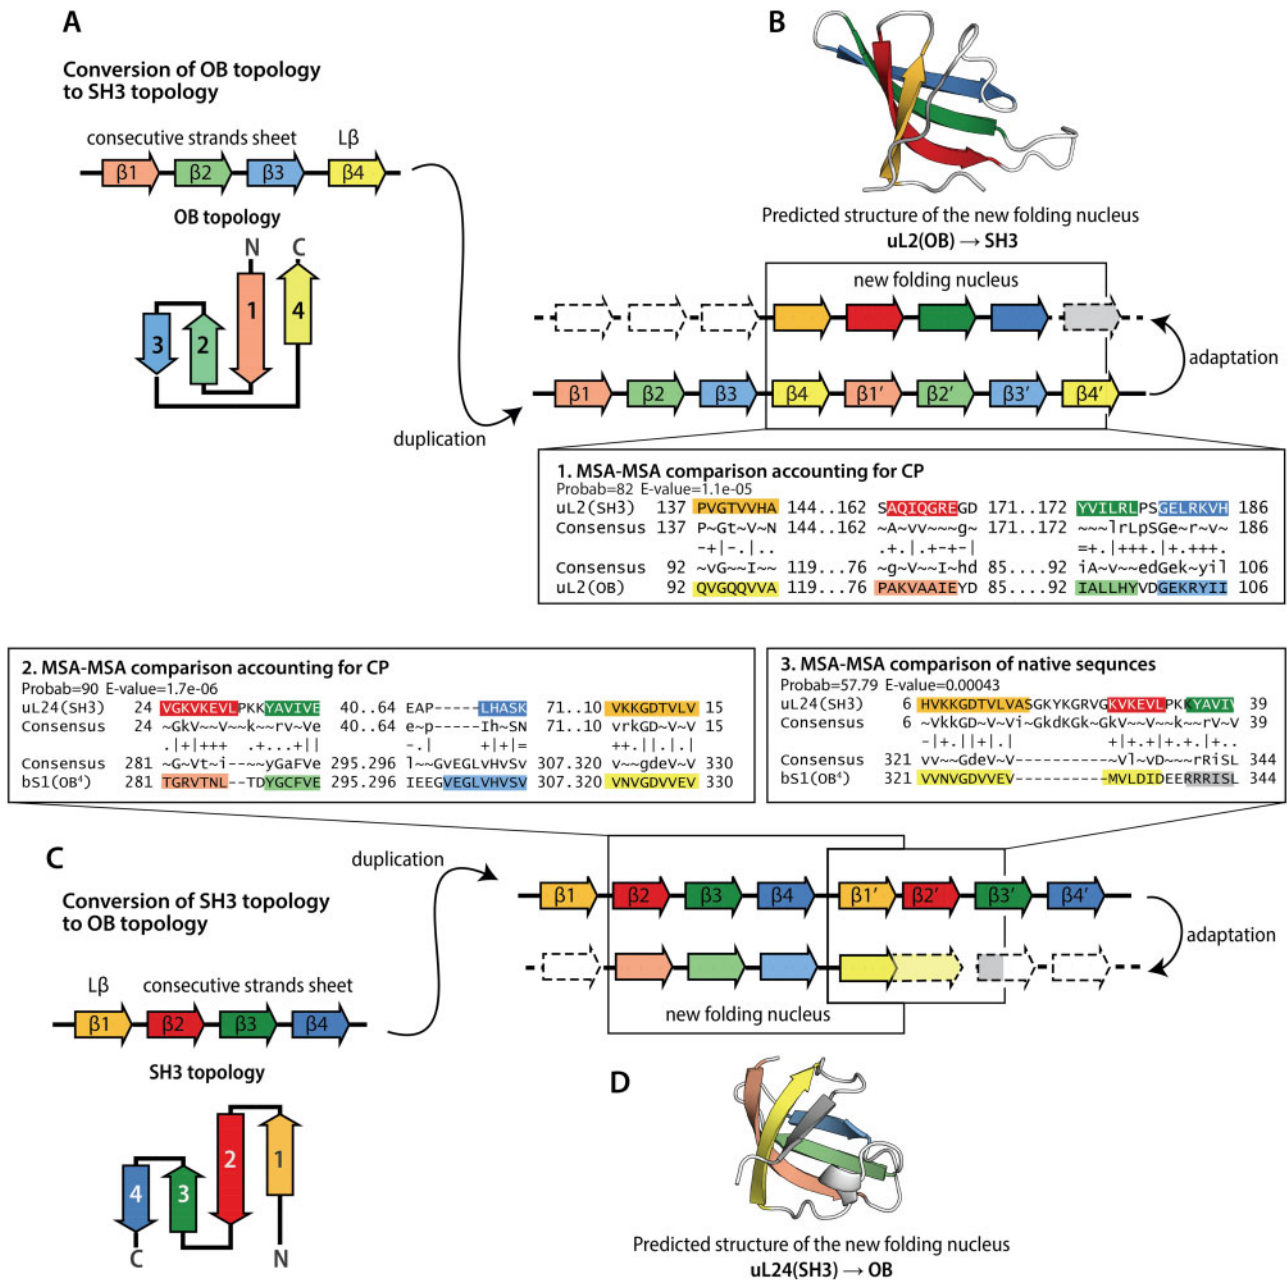 A
Conversion of OB topology
to SH3 topology
consecutive strands sheet
Lβ
β1 β2 β3 β4
OB topology
N C
3 2 1 4
duplication
B
Predicted structure of the new folding nucleus
uL2(OB) → SH3
new folding nucleus
β1 β2 β3 β4 β1' β2' β3' β4'
adaptation
1. MSA-MSA comparison accounting for CP
Probab=82 E-value=1.1e-05
uL2(SH3) 137 PVGTVVHA 144..162 SAQIQGREGD 171..172 YVILRLPSGELRKVH 186
Consensus 137 P~Gt~V~N 144..162 ~A~vv~~~g~ 171..172 ~~~lrLpSGe~r~v~ 186
-+|-.|.. .+.|.+-+-| =+.|+++.|+.+++.
Consensus 92 ~vG~~I~~ 119...76 ~g~V~~I~hd 85....92 iA~v~~edGek~yil 106
uL2(OB) 92 QVGQQVVA 119...76 PAKVAAIEYD 85....92 IALLHYVDGEKRYII 106
2. MSA-MSA comparison accounting for CP
Probab=90 E-value=1.7e-06
uL24(SH3) 24 VGKVKEVLPKKYAVIVE 40..64 EAP-----LHASK 71..10 VKKGDTVLV 15
Consensus 24 ~Gkv~~v~~k~~rv~Ve 40..64 e~p-----Ih~SN 71..10 vrkGD~V~V 15
.|+|+++ .+...+|| -.| +||+|= ++.||.|.|
Consensus 281 ~G~Vt~i-~~~yGaFVe 295.296 l~~GvEGLvHvSv 307.320 v~~gdeV~V 330
bS1(OB⁴) 281 TGRVTNL--TDYGCFVE 295.296 IEEGVEGLVHVSV 307.320 VNVGDVVEV 330
3. MSA-MSA comparison of native sequnces
Probab=57.79 E-value=0.00043
uL24(SH3) 6 HVKKGDTVLVASGKYKGRVGKVKEVLPKKYAVIV 39
Consensus 6 ~vkkGD~V~vi~GkdKGk~Gkv~~v~~k~~rV~V 39
-|+.||.|.| +|.+|. +.+.|+..
Consensus 321 vv~~GdeV~V------------~Vl~vD~~~rRiSL 344
bS1(OB⁴) 321 VVNVGDVVEV------------MVLDIDEERRRISL 344
C
Conversion of SH3 topology
to OB topology
Lβ
consecutive strands sheet
β1 β2 β3 β4
SH3 topology
4 3 2 1
C N
duplication
β1 β2 β3 β4 β1' β2' β3' β4'
adaptation
new folding nucleus
D
Predicted structure of the new folding nucleus
uL24(SH3) → OB